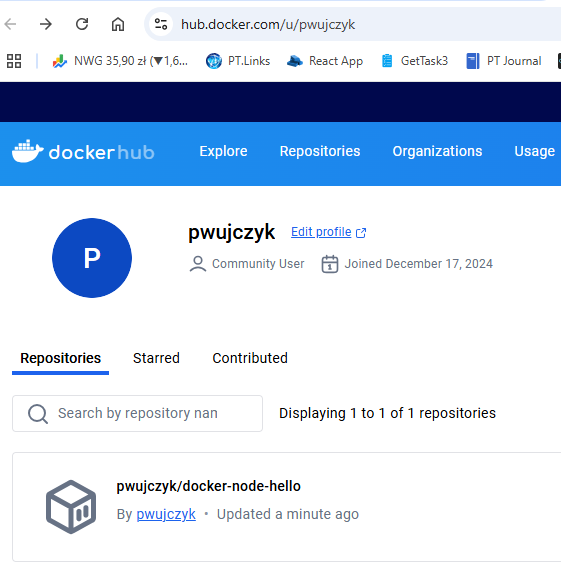 hub.docker.com/u/pwujczyk
NWG 35,90 zł (▼1,6... PT.Links React App GetTask3 PT Journal
dockerhub Explore Repositories Organizations Usage
P
pwujczyk Edit profile
Community User 1 Joined December 17, 2024
Repositories Starred Contributed
Search by repository nan Displaying 1 to 1 of 1 repositories
pwujczyk/docker-node-hello
By pwujczyk • Updated a minute ago